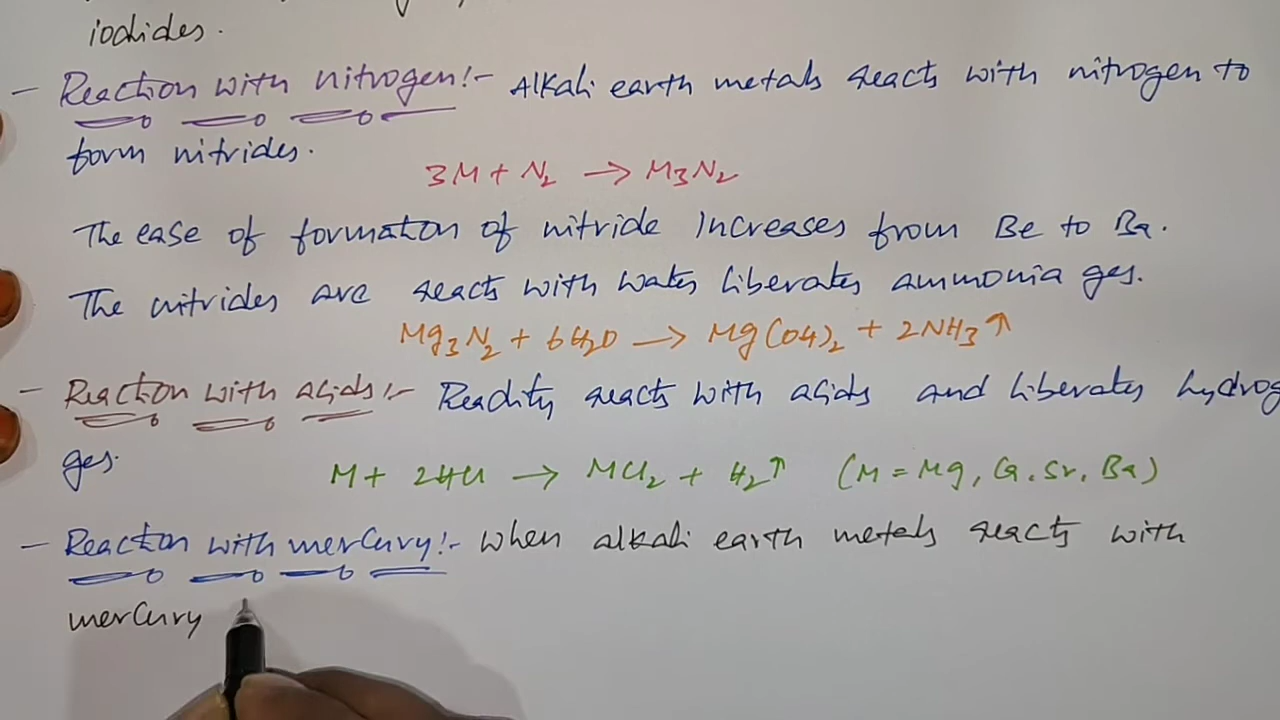 iodides.
- Reaction with nitrogen:- Alkali earth metals reacts with nitrogen to
form nitrides.
3M + N₂ → M₃N₂
The ease of formation of nitride increases from Be to Ba.
The nitrides are reacts with water liberates ammonia gas.
Mg₃N₂ + 6H₂O → Mg(OH)₂ + 2NH₃↑
- Reaction with acids:- Readity reacts with acids and liberates hydrog
gas.
M + 2HCl → MCl₂ + H₂↑ (M = Mg, Ca, Sr, Ba)
- Reaction with mercury:- when alkali earth metals reacts with
mercury